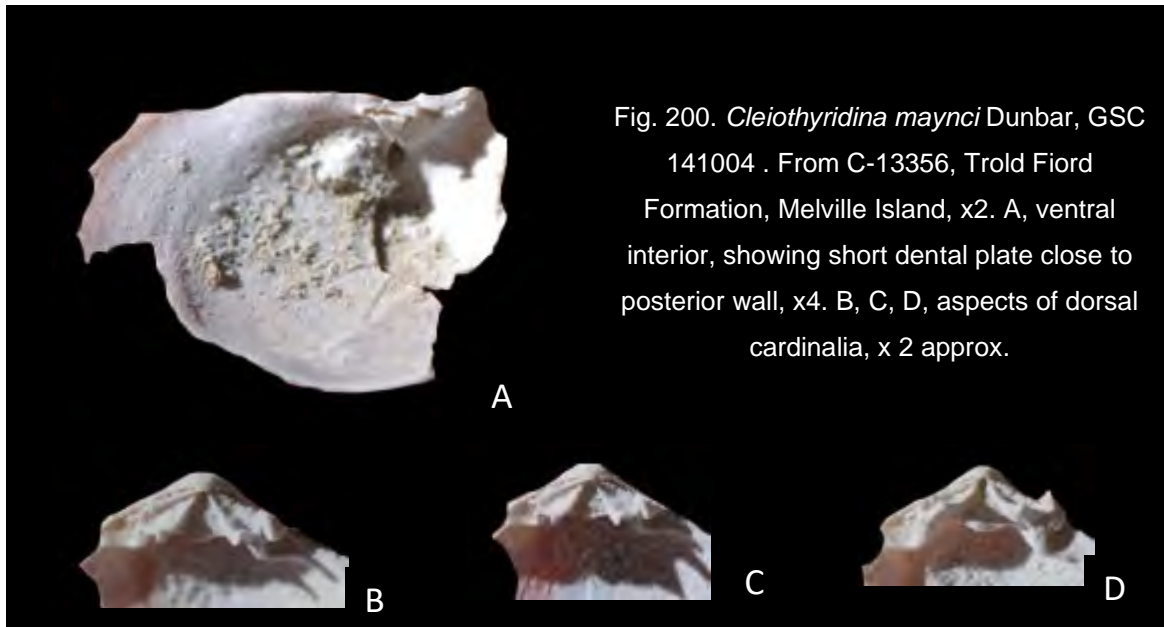 Fig. 200. Cleiothyridina maynci Dunbar, GSC
141004 . From C-13356, Trold Fiord
Formation, Melville Island, x2. A, ventral
interior, showing short dental plate close to
posterior wall, x4. B, C, D, aspects of dorsal
cardinalia, x 2 approx.
A
B
C
D